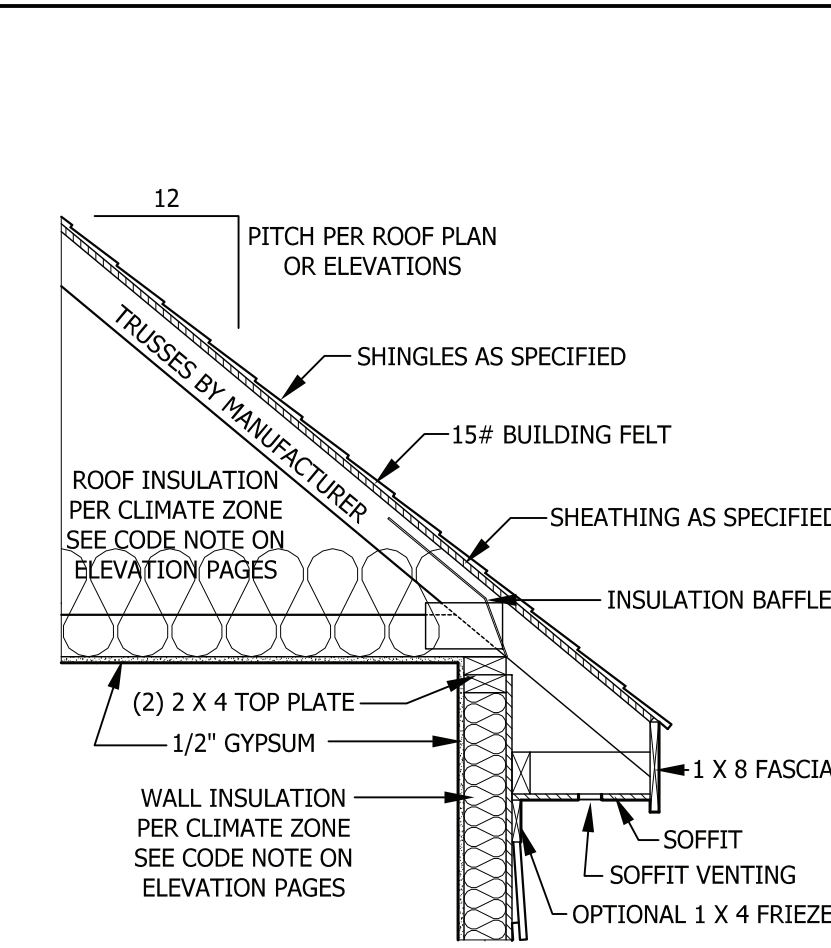 12
PITCH PER ROOF PLAN
OR ELEVATIONS
TRUSSES BY MANUFACTURER
SHINGLES AS SPECIFIED
15# BUILDING FELT
ROOF INSULATION
PER CLIMATE ZONE
SEE CODE NOTE ON
ELEVATION PAGES
SHEATHING AS SPECIFIED
INSULATION BAFFLE
(2) 2 X 4 TOP PLATE
1/2" GYPSUM
1 X 8 FASCIA
WALL INSULATION
PER CLIMATE ZONE
SEE CODE NOTE ON
ELEVATION PAGES
SOFFIT
SOFFIT VENTING
OPTIONAL 1 X 4 FRIEZE